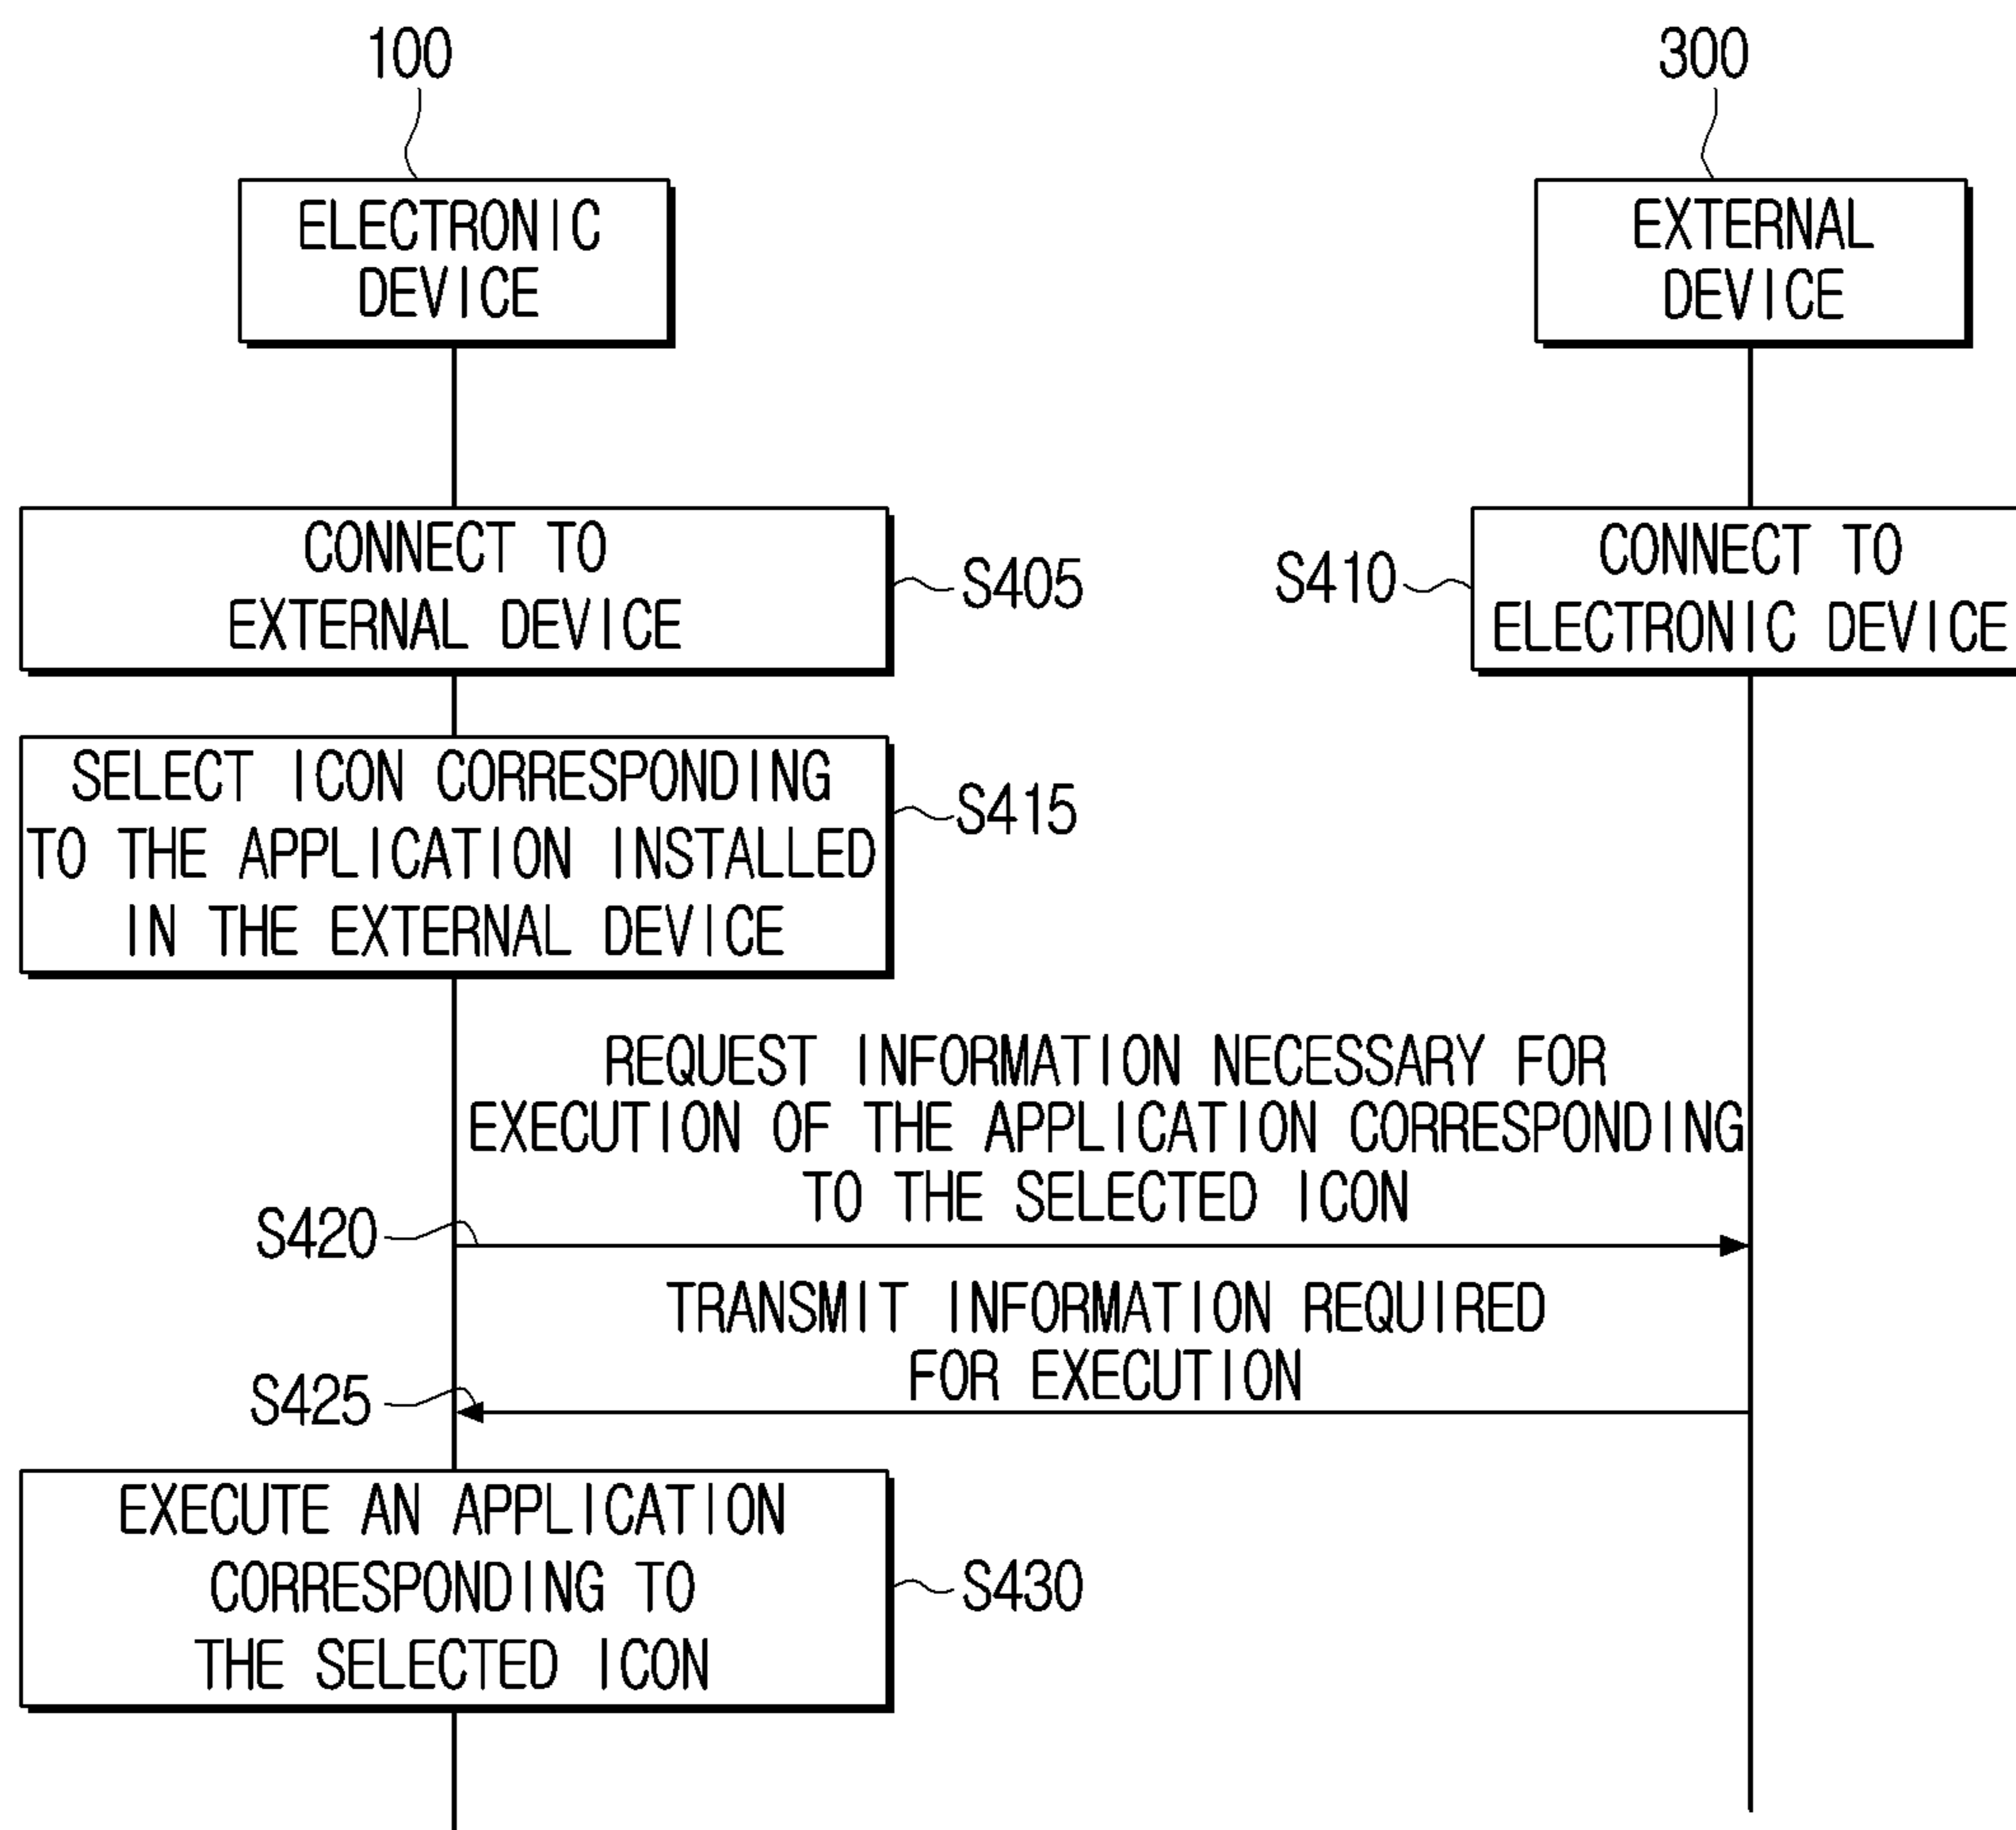 100
300
ELECTRONIC
DEVICE
EXTERNAL
DEVICE
CONNECT TO
EXTERNAL DEVICE
S405
S410
CONNECT TO
ELECTRONIC DEVICE
SELECT ICON CORRESPONDING
TO THE APPLICATION INSTALLED
IN THE EXTERNAL DEVICE
S415
REQUEST INFORMATION NECESSARY FOR
EXECUTION OF THE APPLICATION CORRESPONDING
TO THE SELECTED ICON
S420
TRANSMIT INFORMATION REQUIRED
FOR EXECUTION
S425
EXECUTE AN APPLICATION
CORRESPONDING TO
THE SELECTED ICON
S430